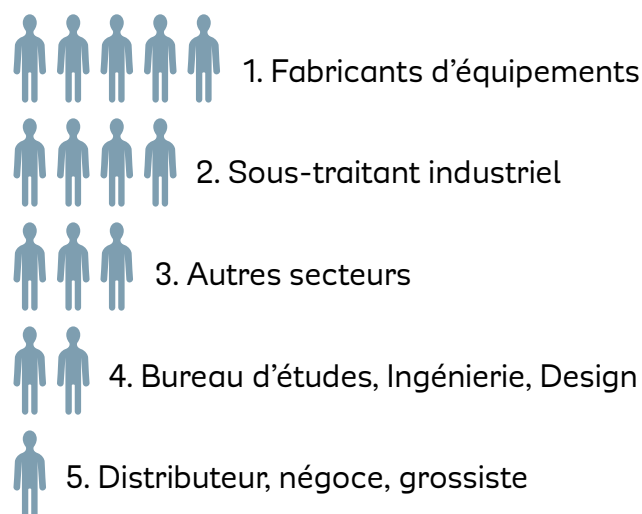 1. Fabricants d’équipements
2. Sous-traitant industriel
3. Autres secteurs
4. Bureau d’études, Ingénierie, Design
5. Distributeur, négoce, grossiste